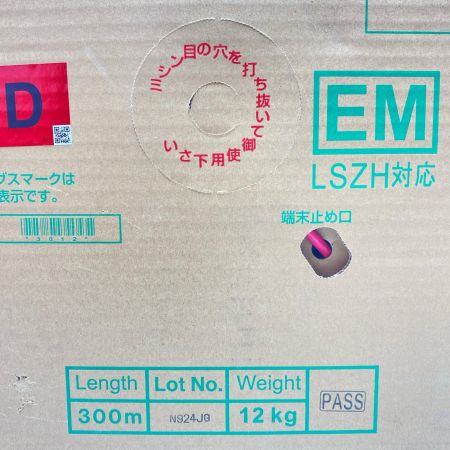 ミシン目の穴を打ち抜いて御使用下さい
D
EM
LSZH対応
グスマークは
表示です。
*3012*
端末止め口
Length Lot No. Weight
300m N924JG 12 kg
PASS